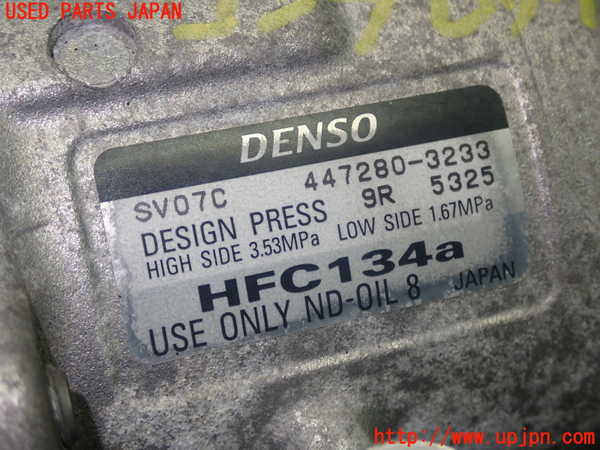 USED PARTS JAPAN
DENSO
SV07C 447280-3233
DESIGN PRESS 9R 5325
HIGH SIDE 3.53MPa LOW SIDE 1.67MPa
HFC134a
USE ONLY ND-OIL 8 JAPAN
http://www.upjpn.com